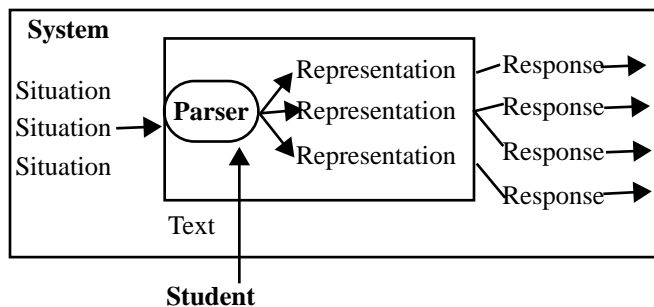 System
Situation
Situation
Situation
Parser
Representation
Representation
Representation
Response
Response
Response
Response
Text
Student